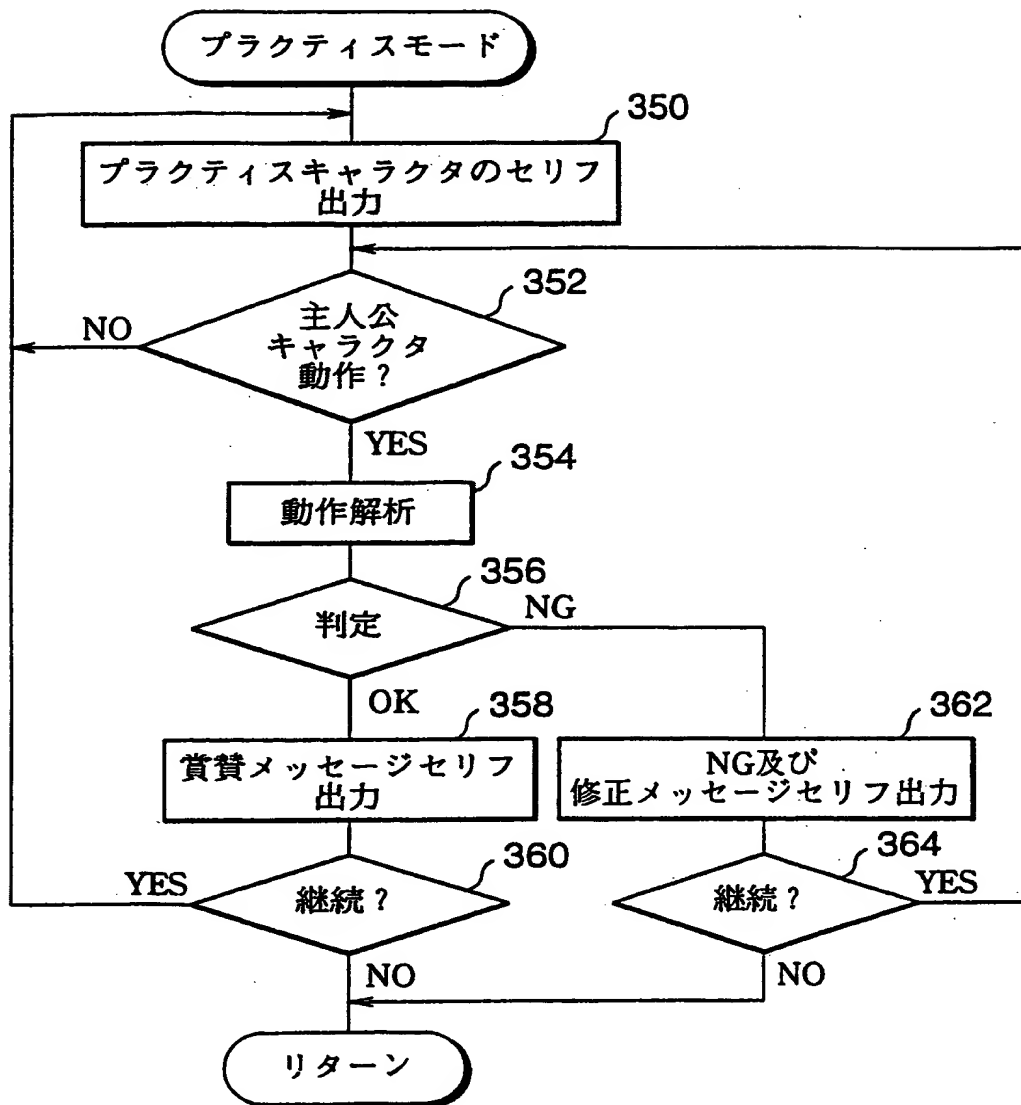 プラクティスモード
350
プラクティスキャラクタのセリフ
出力
352
主人公
キャラクタ
動作？
NO
YES
354
動作解析
356
判定
NG
OK
358
賞賛メッセージセリフ
出力
362
NG及び
修正メッセージセリフ出力
360
継続？
YES
NO
364
継続？
YES
NO
リターン